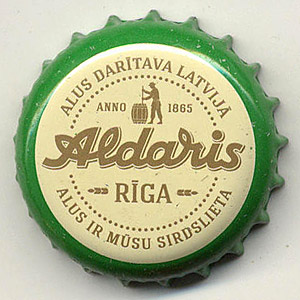 ALUS DARĪTAVA LATVIJĀ
ANNO 1865
Aldaris
RĪGA
ALUS IR MŪSU SIRDSLIETA